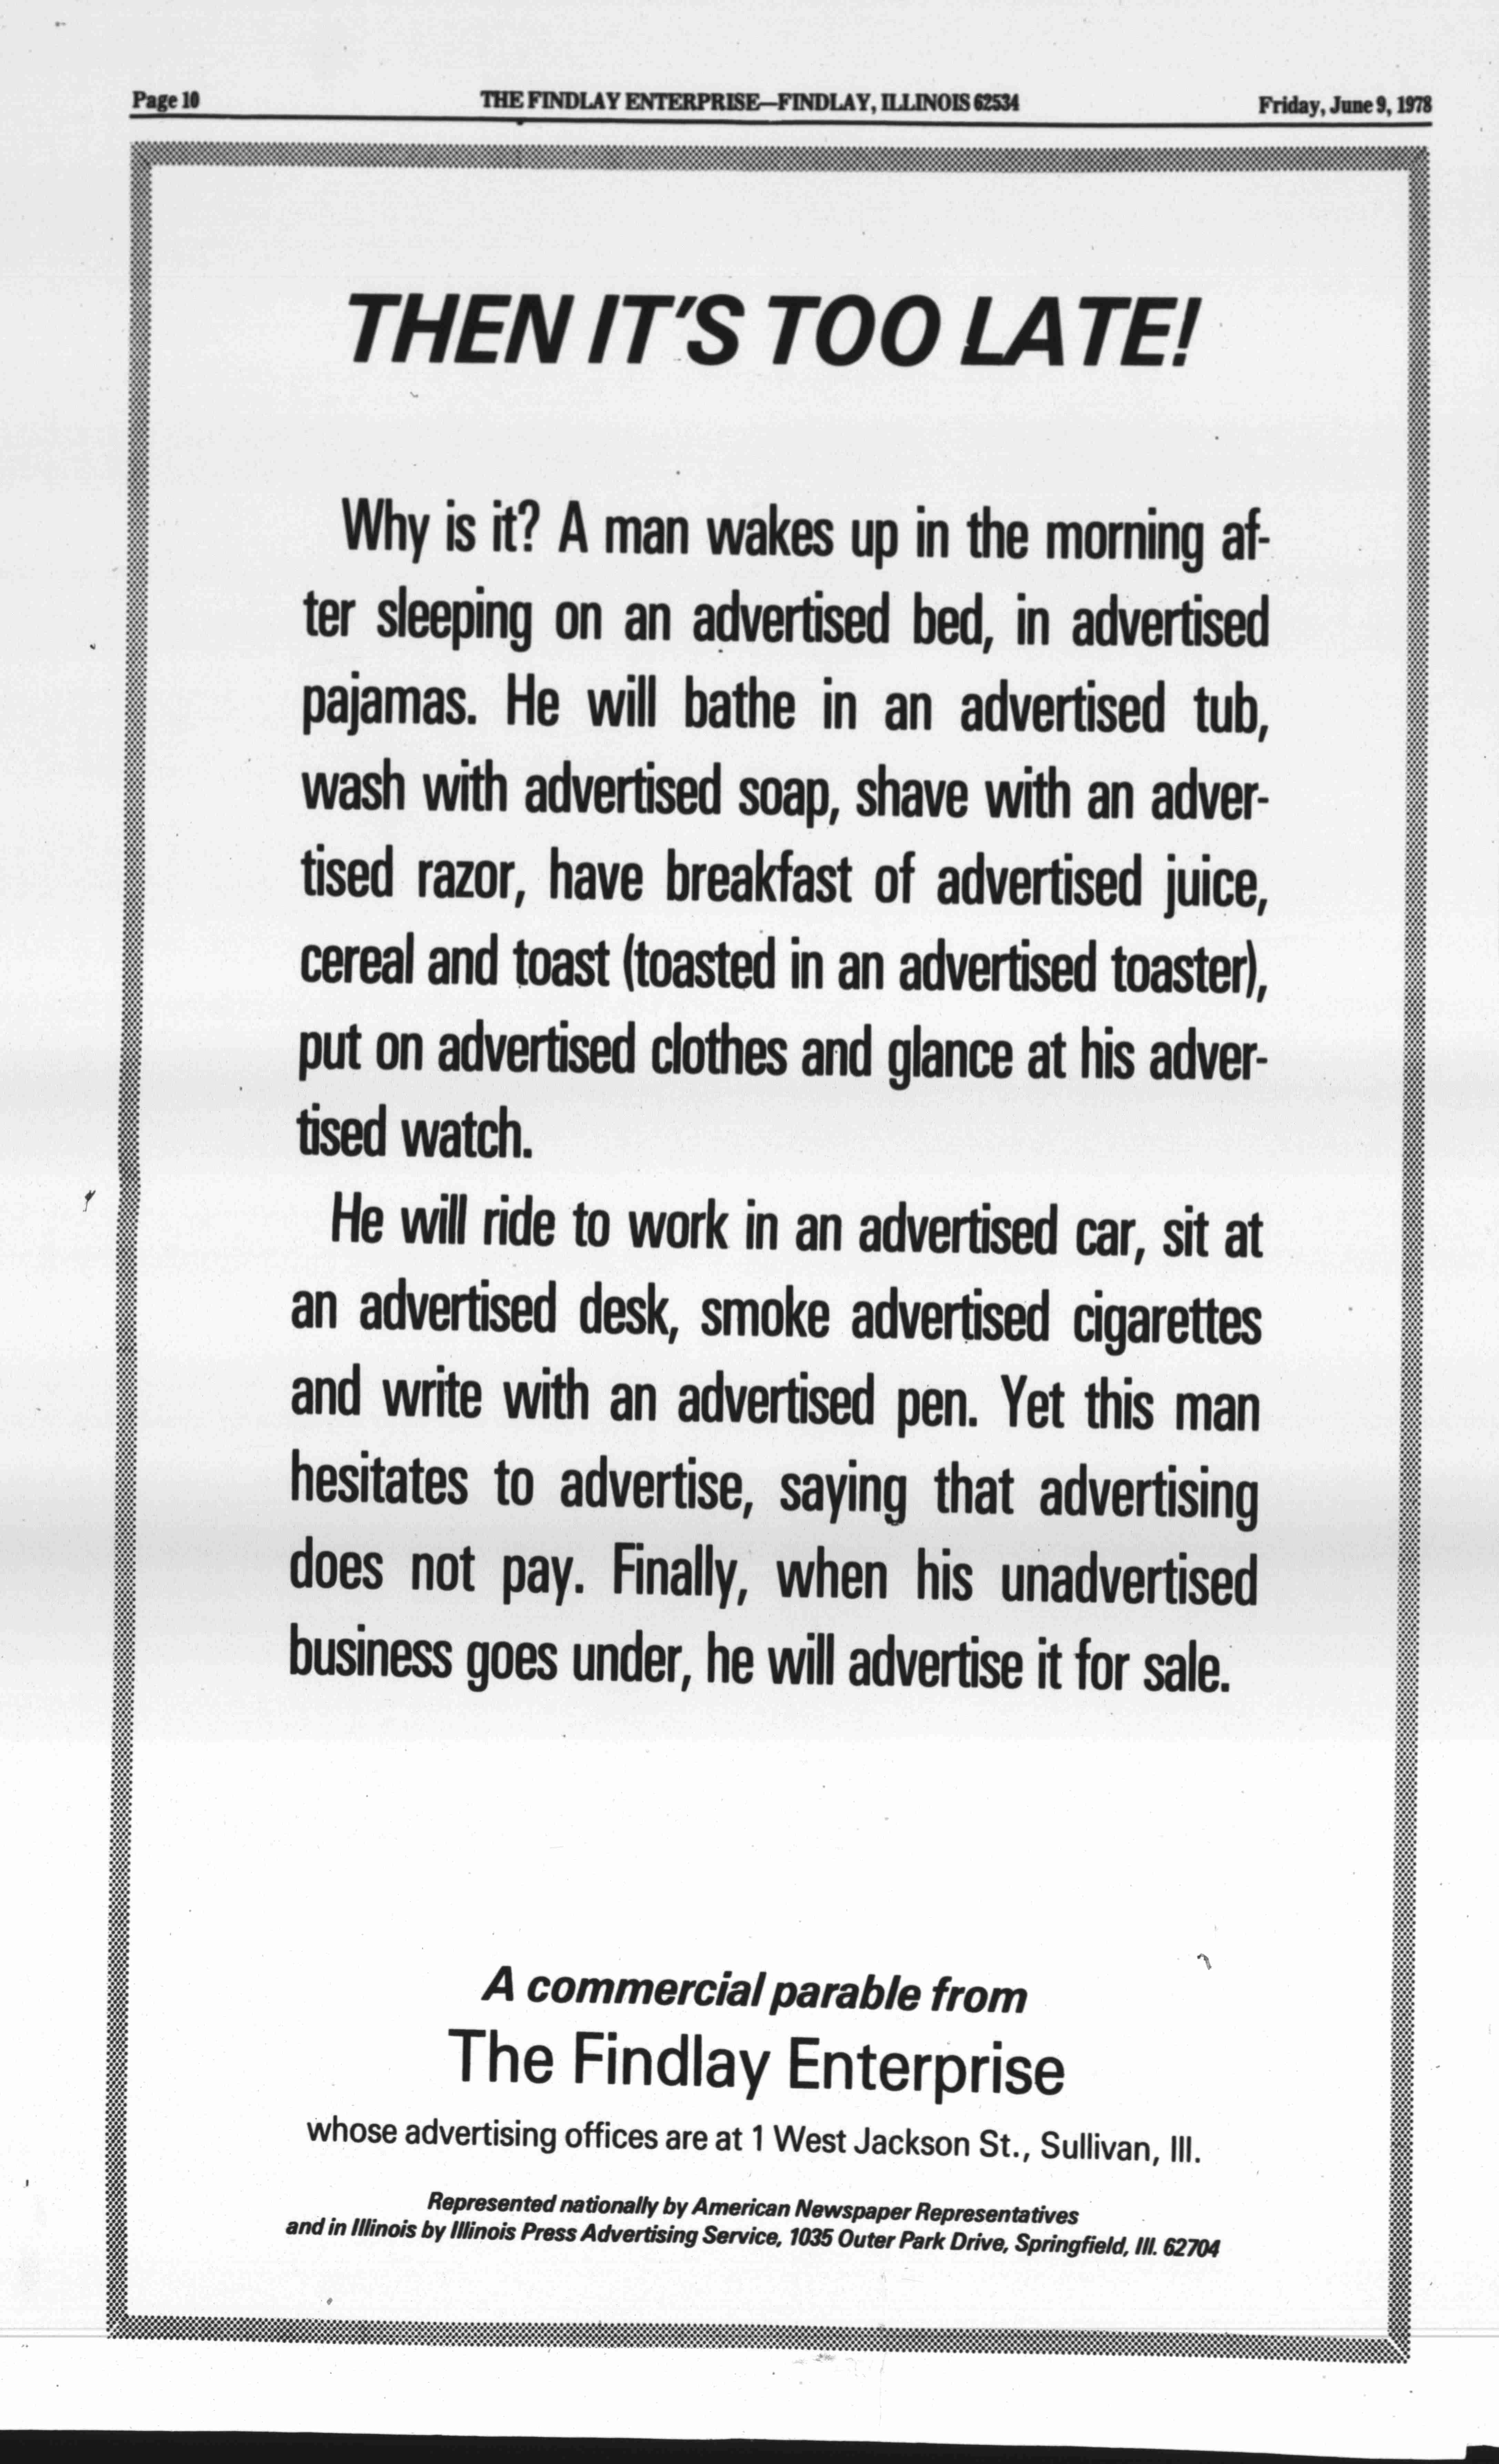 Page 10
THE FINDLAY ENTERPRISE—FINDLAY, ILLINOIS 62534
Friday, June 9, 1978
THEN IT'S TOO LATE!
Why is it? A man wakes up in the morning af-
ter sleeping on an advertised bed, in advertised
pajamas. He will bathe in an advertised tub,
wash with advertised soap, shave with an adver-
tised razor, have breakfast of advertised juice,
cereal and toast (toasted in an advertised toaster),
put on advertised clothes and glance at his adver-
tised watch.
He will ride to work in an advertised car, sit at
an advertised desk, smoke advertised cigarettes
and write with an advertised pen. Yet this man
hesitates to advertise, saying that advertising
does not pay. Finally, when his unadvertised
business goes under, he will advertise it for sale.
A commercial parable from
The Findlay Enterprise
whose advertising offices are at 1 West Jackson St., Sullivan, Ill.
Represented nationally by American Newspaper Representatives
and in Illinois by Illinois Press Advertising Service, 1035 Outer Park Drive, Springfield, Ill. 62704